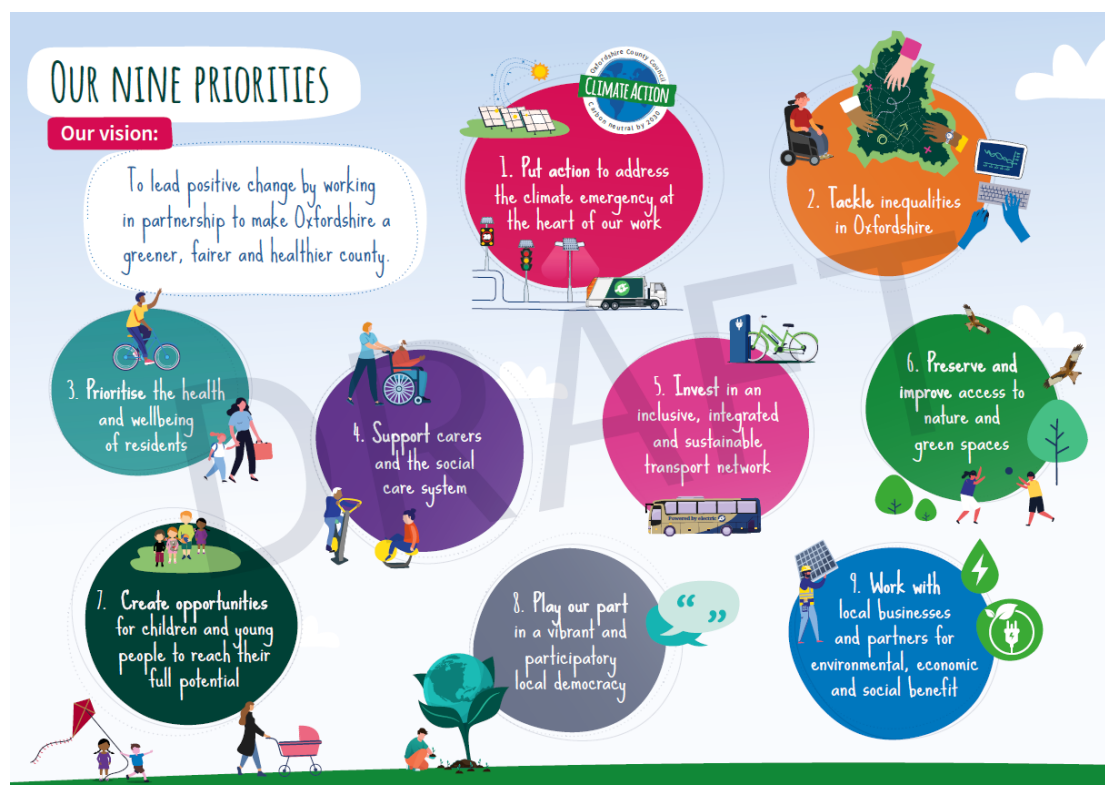 OUR NINE PRIORITIES
Our vision:
To lead positive change by working
in partnership to make Oxfordshire a
greener, fairer and healthier county.
Oxfordshire County Council
CLIMATE ACTION
Carbon neutral by 2030
1. Put action to address
the climate emergency at
the heart of our work
2. Tackle inequalities
in Oxfordshire
3. Prioritise the health
and wellbeing
of residents
4. Support carers
and the social
care system
5. Invest in an
inclusive, integrated
and sustainable
transport network
Powered by electric
6. Preserve and
improve access to
nature and
green spaces
7. Create opportunities
for children and young
people to reach their
full potential
8. Play our part
in a vibrant and
participatory
local democracy
9. Work with
local businesses
and partners for
environmental, economic
and social benefit
DRAFT